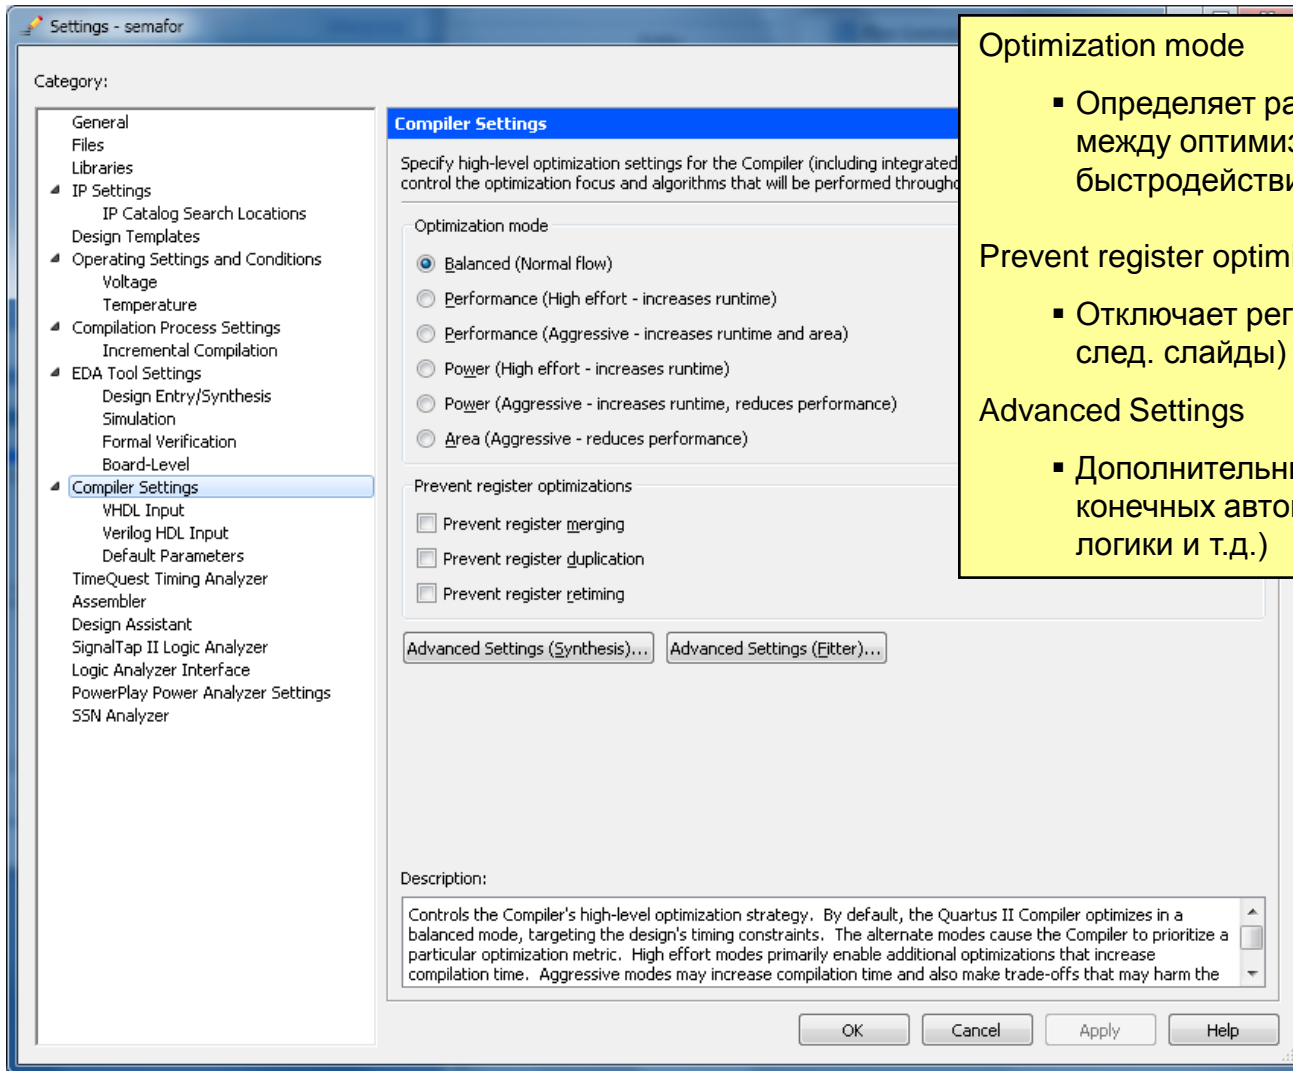 Settings - semafor
Category:
General
Files
Libraries
IP Settings
IP Catalog Search Locations
Design Templates
Operating Settings and Conditions
Voltage
Temperature
Compilation Process Settings
Incremental Compilation
EDA Tool Settings
Design Entry/Synthesis
Simulation
Formal Verification
Board-Level
Compiler Settings
VHDL Input
Verilog HDL Input
Default Parameters
TimeQuest Timing Analyzer
Assembler
Design Assistant
SignalTap II Logic Analyzer
Logic Analyzer Interface
PowerPlay Power Analyzer Settings
SSN Analyzer
Compiler Settings
Specify high-level optimization settings for the Compiler (including integrated
control the optimization focus and algorithms that will be performed
Optimization mode
Balanced (Normal flow)
Performance (High effort - increases runtime)
Performance (Aggressive - increases runtime and area)
Power (High effort - increases runtime)
Power (Aggressive - increases runtime, reduces performance)
Area (Aggressive - reduces performance)
Prevent register optimizations
Prevent register merging
Prevent register duplication
Prevent register retiming
Advanced Settings (Synthesis)... Advanced Settings (Fitter)...
Description:
Controls the Compiler's high-level optimization strategy. By default, the Quartus II Compiler optimizes in a
balanced mode, targeting the design's timing constraints. The alternate modes cause the Compiler to prioritize a
particular optimization metric. High effort modes primarily enable additional optimizations that increase
compilation time. Aggressive modes may increase compilation time and also make trade-offs that may harm the
OK Cancel Apply Help
Optimization mode
▪ Определяет
между
Prevent register
▪ Отключает
след. слайды)
Advanced Settings
▪
конечных
логики и т.д.)